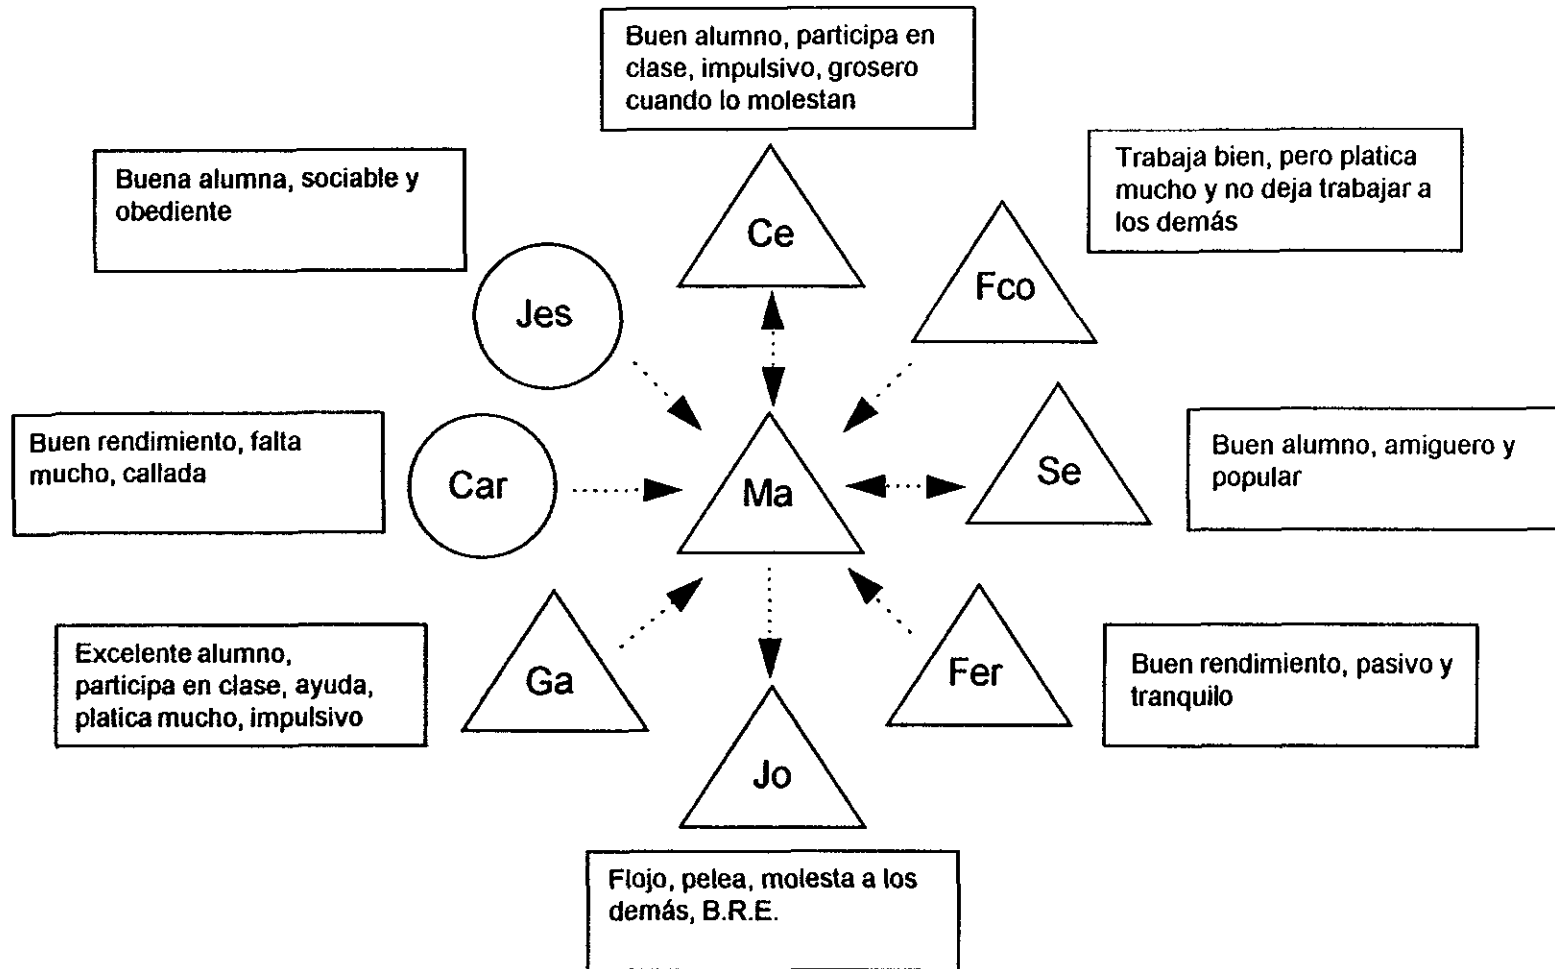 Buen alumno, participa en
clase, impulsivo, grosero
cuando lo molestan
Trabaja bien, pero platica
mucho y no deja trabajar a
los demás
Buena alumna, sociable y
obediente
Ce
Fco
Jes
Buen rendimiento, falta
mucho, callada
Car
Ma
Se
Buen alumno, amiguero y
popular
Excelente alumno,
participa en clase, ayuda,
platica mucho, impulsivo
Ga
Fer
Buen rendimiento, pasivo y
tranquilo
Jo
Flojo, pelea, molesta a los
demás, B.R.E.